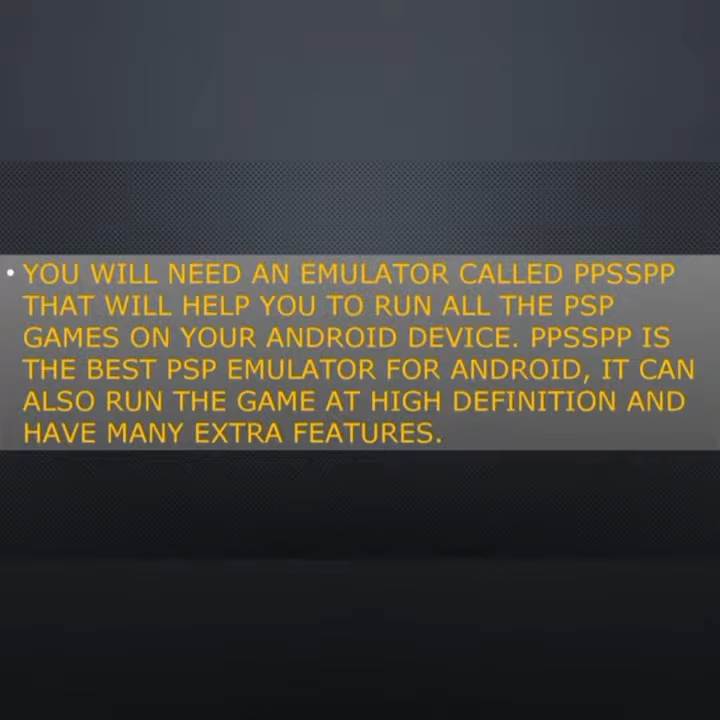 • YOU WILL NEED AN EMULATOR CALLED PPSSPP
THAT WILL HELP YOU TO RUN ALL THE PSP
GAMES ON YOUR ANDROID DEVICE. PPSSPP IS
THE BEST PSP EMULATOR FOR ANDROID, IT CAN
ALSO RUN THE GAME AT HIGH DEFINITION AND
HAVE MANY EXTRA FEATURES.